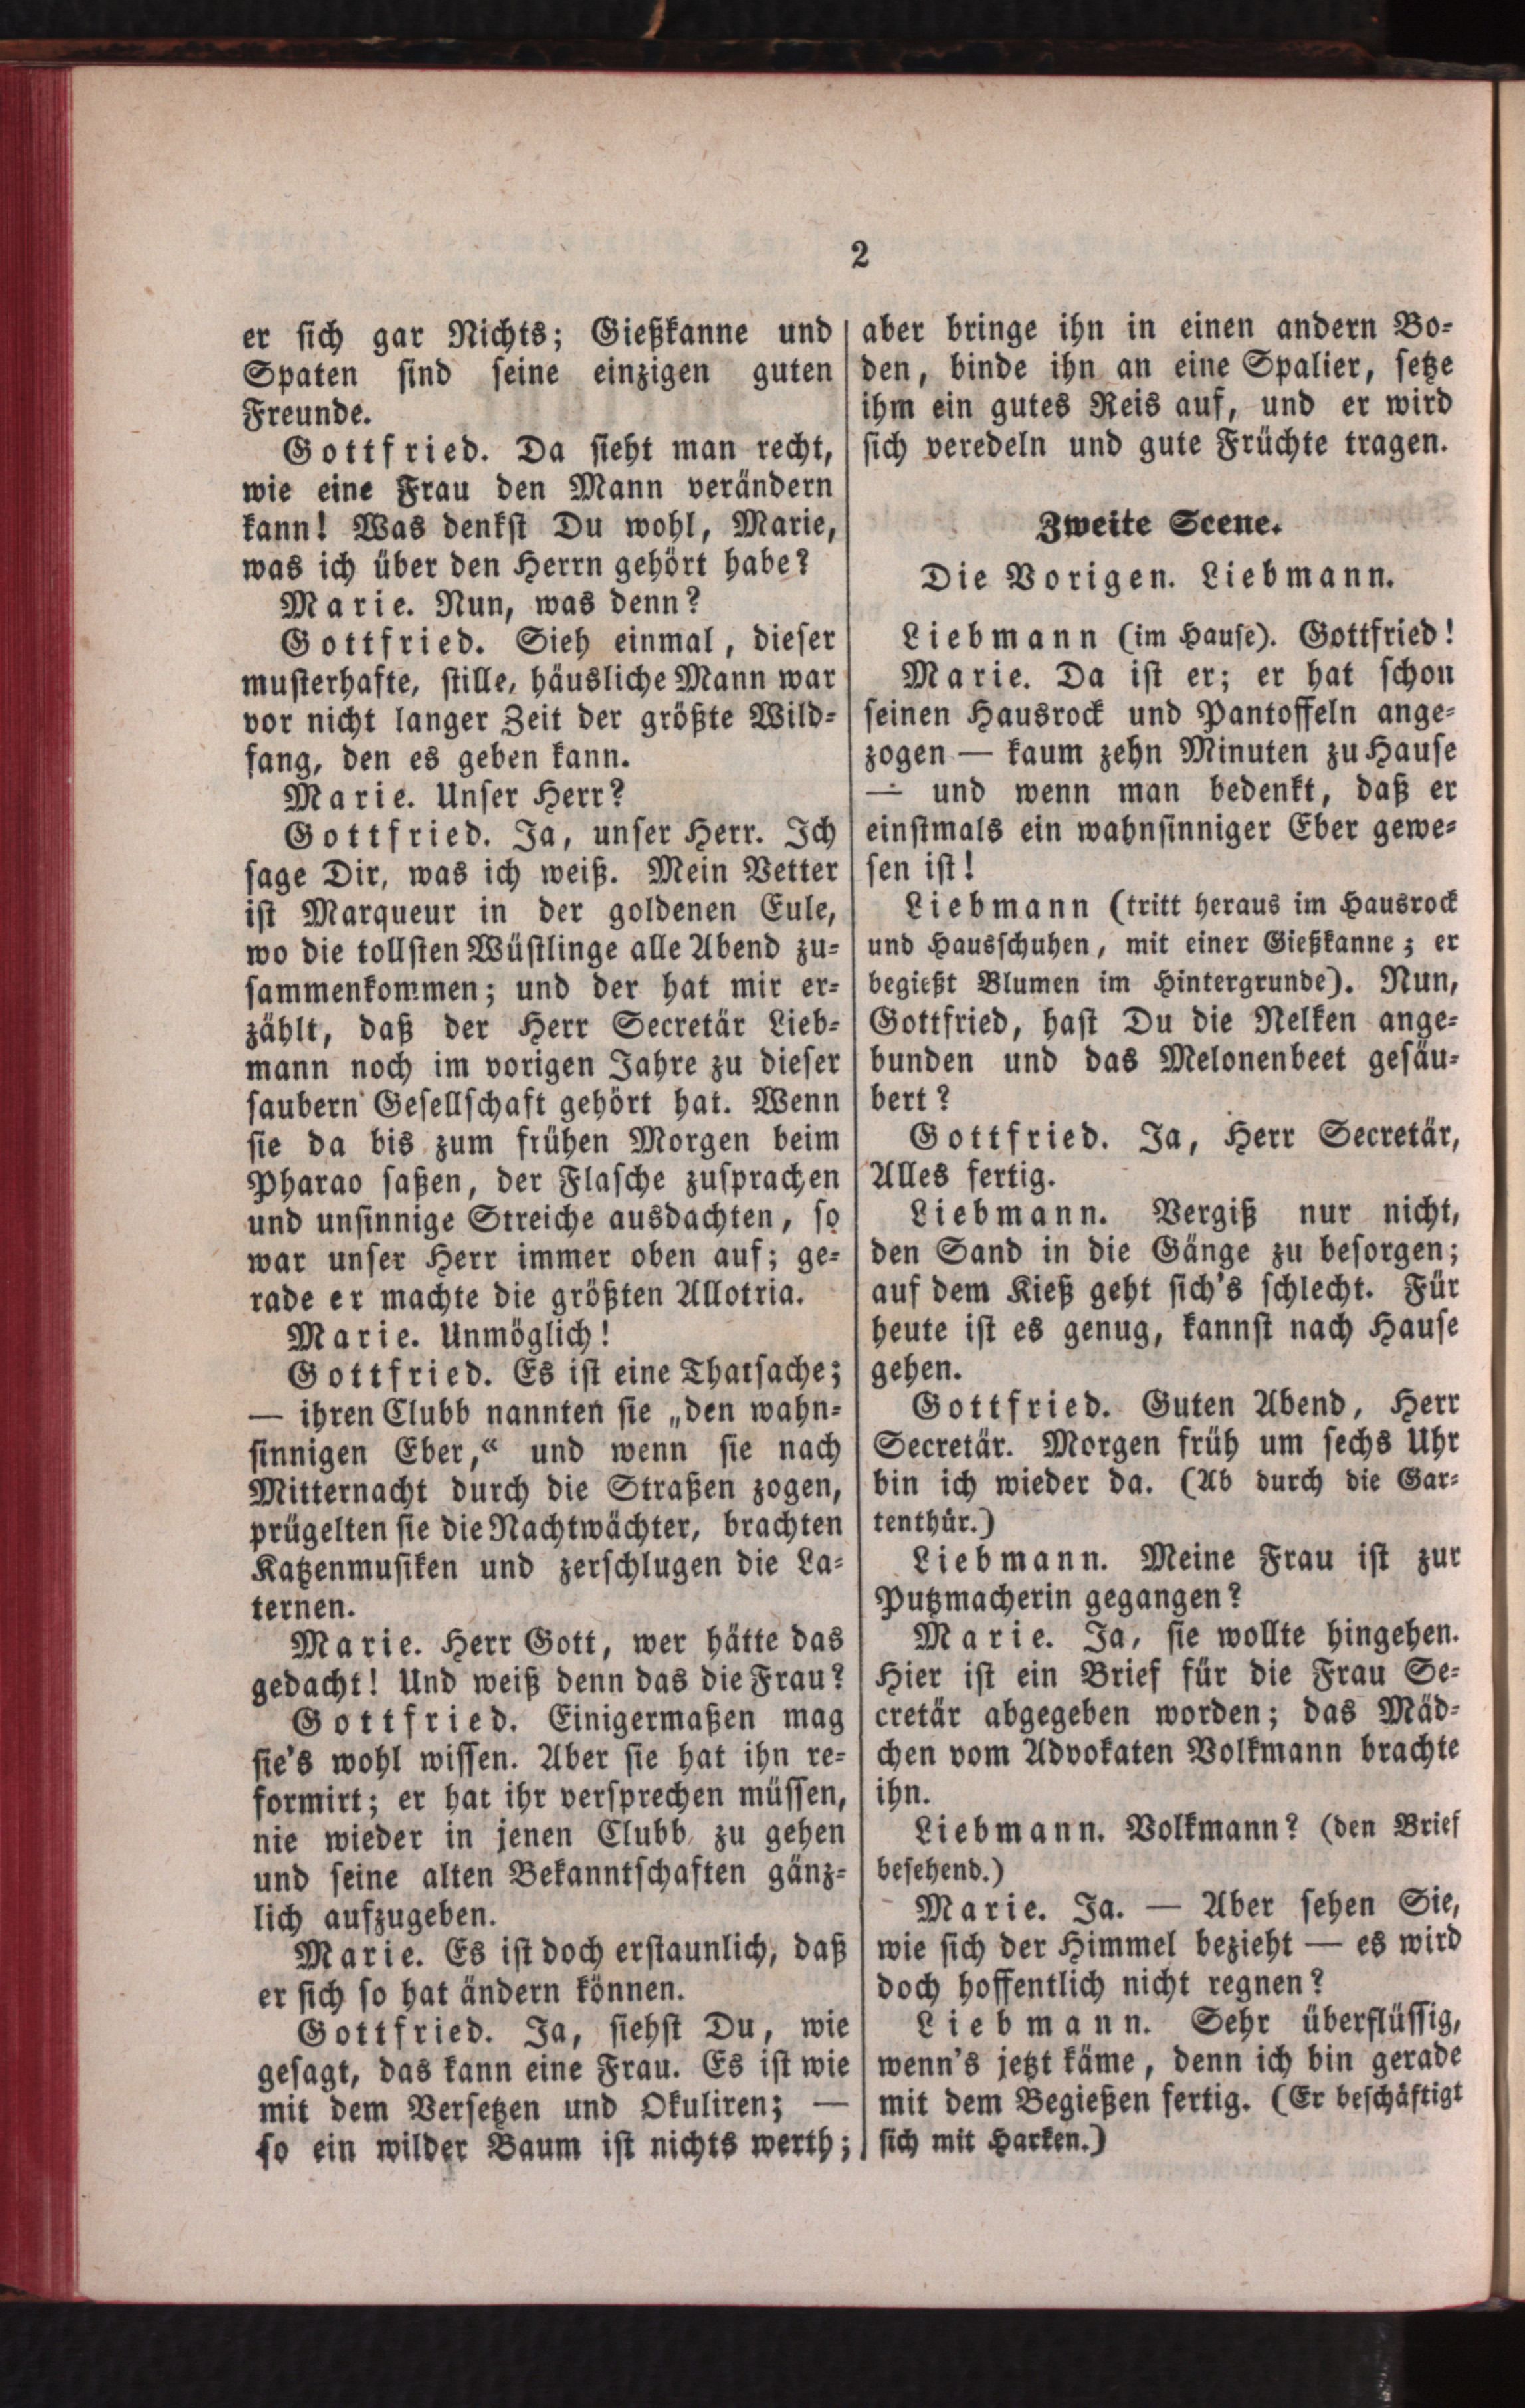 2
er sich gar Nichts; Gießkanne und
Spaten sind seine einzigen guten
Freunde.
Gottfried. Da sieht man recht,
wie eine Frau den Mann verändern
kann! Was denkst Du wohl, Marie,
was ich über den Herrn gehört habe?
Marie. Nun, was denn?
Gottfried. Sieh einmal, dieser
musterhafte, stille, häusliche Mann war
vor nicht langer Zeit der größte Wild-
fang, den es geben kann.
Marie. Unser Herr?
Gottfried. Ja, unser Herr. Ich
sage Dir, was ich weiß. Mein Vetter
ist Marqueur in der goldenen Eule,
wo die tollsten Wüstlinge alle Abend zu-
sammenkommen; und der hat mir er-
zählt, daß der Herr Secretär Lieb-
mann noch im vorigen Jahre zu dieser
saubern Gesellschaft gehört hat. Wenn
sie da bis zum frühen Morgen beim
Pharao saßen, der Flasche zusprachen
und unsinnige Streiche ausdachten, so
war unser Herr immer oben auf; ge-
rade er machte die größten Allotria.
Marie. Unmöglich!
Gottfried. Es ist eine Thatsache;
— ihren Clubb nannten sie „den wahn-
sinnigen Eber,“ und wenn sie nach
Mitternacht durch die Straßen zogen,
prügelten sie die Nachtwächter, brachten
Katzenmusiken und zerschlugen die La-
ternen.
Marie. Herr Gott, wer hätte das
gedacht! Und weiß denn das die Frau?
Gottfried. Einigermaßen mag
sie's wohl wissen. Aber sie hat ihn re-
formirt; er hat ihr versprechen müssen,
nie wieder in jenen Clubb zu gehen
und seine alten Bekanntschaften gänz-
lich aufzugeben.
Marie. Es ist doch erstaunlich, daß
er sich so hat ändern können.
Gottfried. Ja, siehst Du, wie
gesagt, das kann eine Frau. Es ist wie
mit dem Versetzen und Okuliren; —
so ein wilder Baum ist nichts werth;
aber bringe ihn in einen andern Bo-
den, binde ihn an eine Spalier, setze
ihm ein gutes Reis auf, und er wird
sich veredeln und gute Früchte tragen.
Zweite Scene.
Die Vorigen. Liebmann.
Liebmann (im Hause). Gottfried!
Marie. Da ist er; er hat schon
seinen Hausrock und Pantoffeln ange-
zogen — kaum zehn Minuten zu Hause
— und wenn man bedenkt, daß er
einstmals ein wahnsinniger Eber gewe-
sen ist!
Liebmann (tritt heraus im Hausrock
und Hausschuhen, mit einer Gießkanne; er
begießt Blumen im Hintergrunde). Nun,
Gottfried, hast Du die Nelken ange-
bunden und das Melonenbeet gesäu-
bert?
Gottfried. Ja, Herr Secretär,
Alles fertig.
Liebmann. Vergiß nur nicht,
den Sand in die Gänge zu besorgen;
auf dem Kieß geht sich's schlecht. Für
heute ist es genug, kannst nach Hause
gehen.
Gottfried. Guten Abend, Herr
Secretär. Morgen früh um sechs Uhr
bin ich wieder da. (Ab durch die Gar-
tenthür.)
Liebmann. Meine Frau ist zur
Putzmacherin gegangen?
Marie. Ja, sie wollte hingehen.
Hier ist ein Brief für die Frau Se-
cretär abgegeben worden; das Mäd-
chen vom Advokaten Volkmann brachte
ihn.
Liebmann. Volkmann? (den Brief
besehend.)
Marie. Ja. — Aber sehen Sie,
wie sich der Himmel bezieht — es wird
doch hoffentlich nicht regnen?
Liebmann. Sehr überflüssig,
wenn's jetzt käme, denn ich bin gerade
mit dem Begießen fertig. (Er beschäftigt
sich mit Harken.)